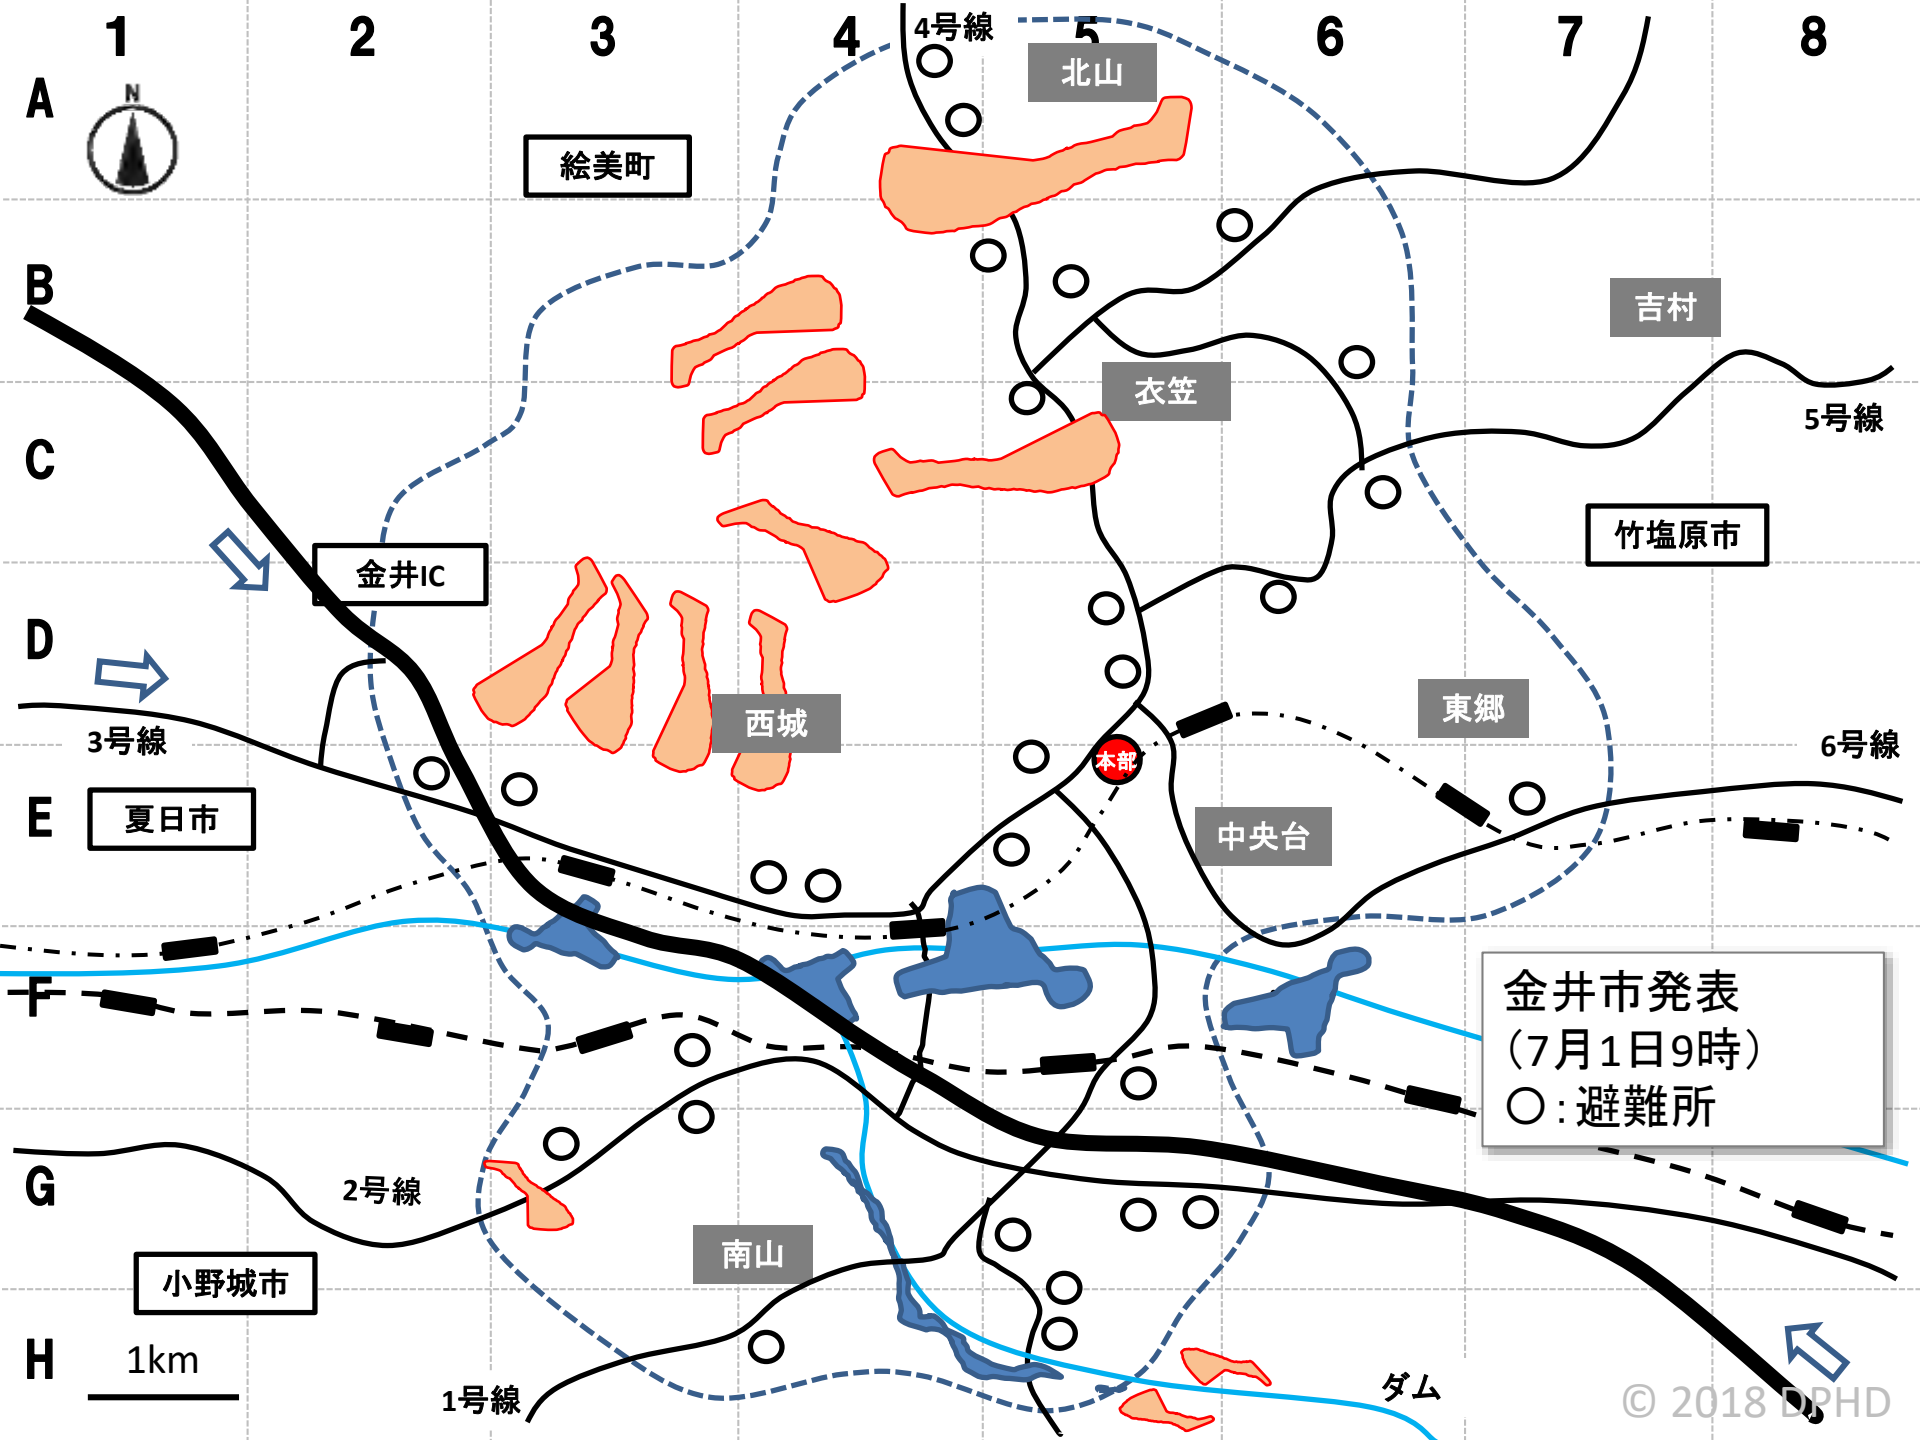 1
2
3
4
4号線
5
6
7
8
北山
A
N
絵美町
B
吉村
衣笠
5号線
C
竹塩原市
金井IC
D
東郷
西城
3号線
6号線
本部
E
夏日市
中央台
F
金井市発表
（7月1日9時）
○：避難所
G
2号線
南山
小野城市
H
1km
1号線
ダム
© 2018 DPHD